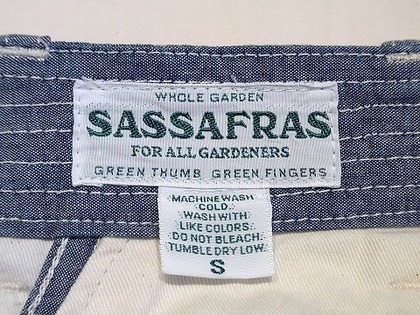 WHOLE GARDEN
SASSAFRAS
FOR ALL GARDENERS
GREEN THUMB GREEN FINGERS
MACHINE WASH
COLD.
WASH WITH
LIKE COLORS.
DO NOT BLEACH.
TUMBLE DRY LOW.
S